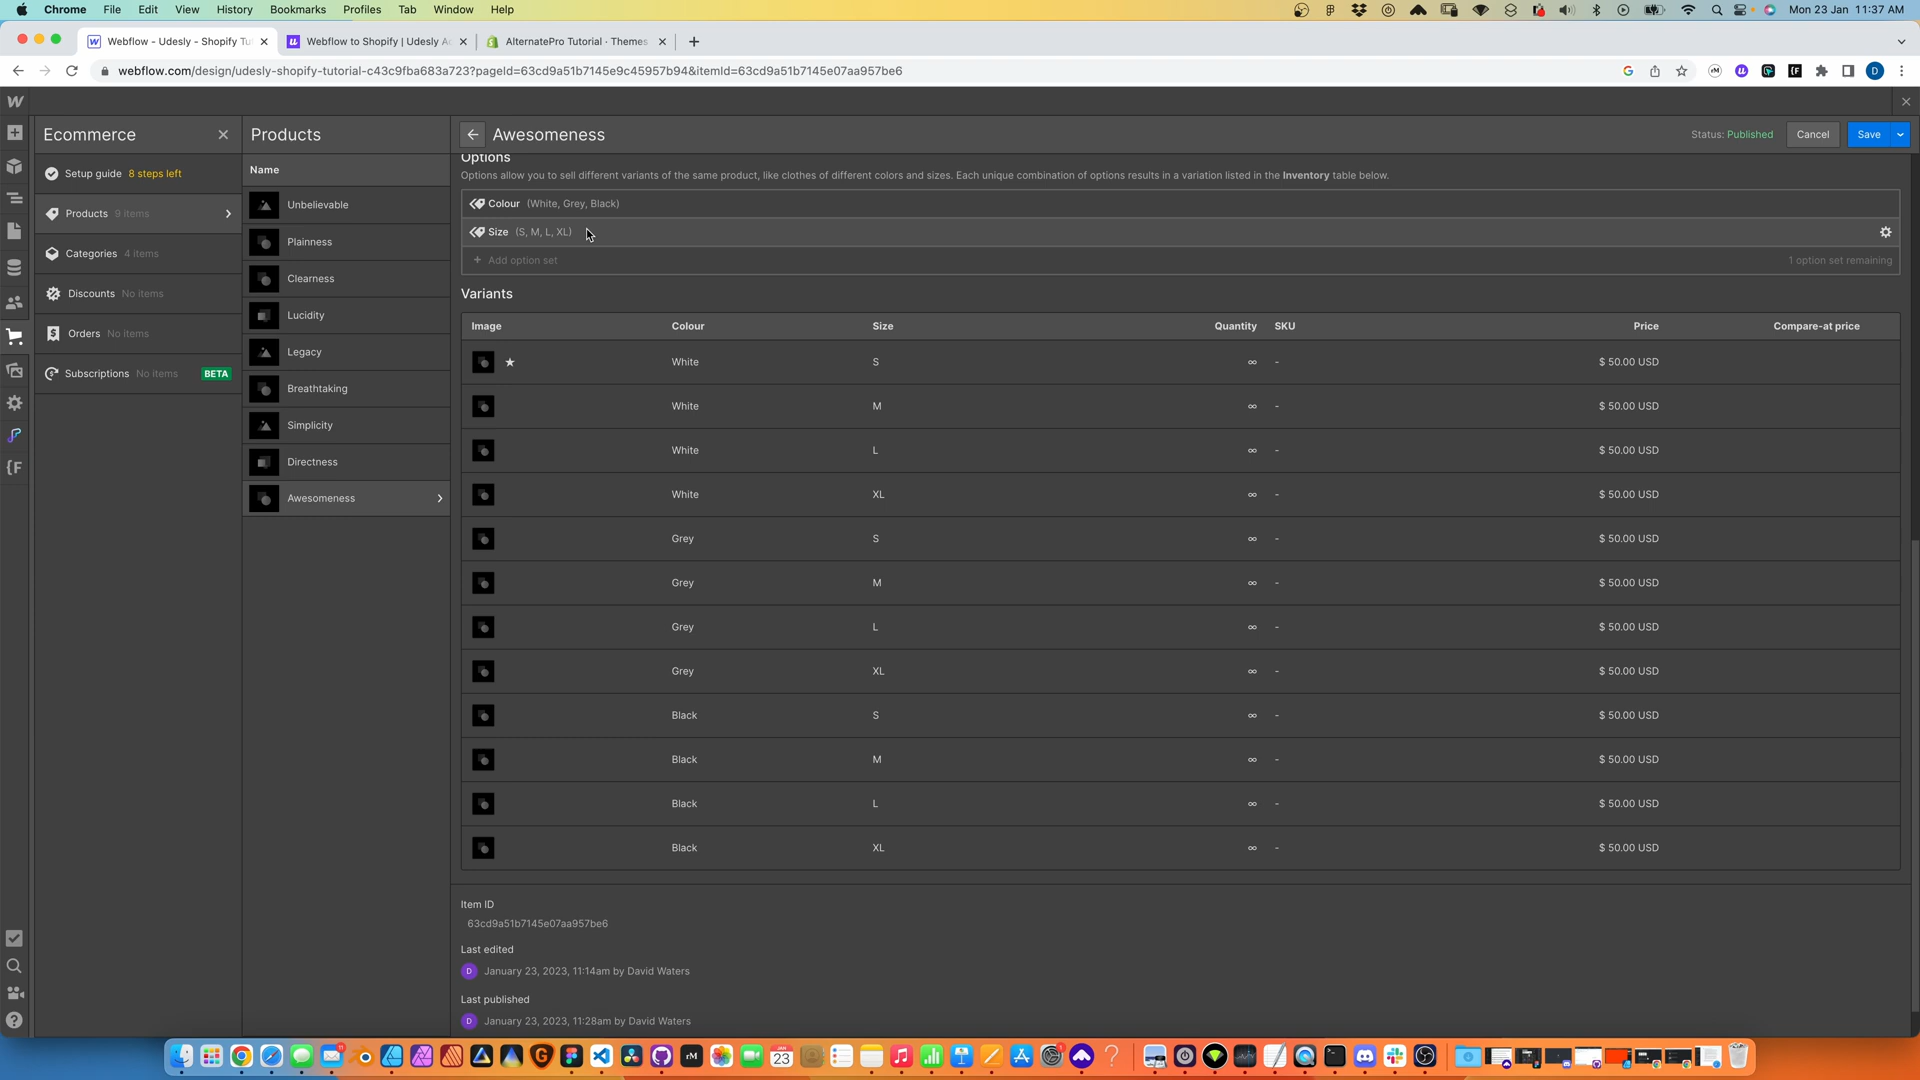 Chrome File Edit View History Bookmarks Profiles Tab Window Help Mon 23 Jan 11:37 AM
Webflow - Udesly - Shopify Tu
Webflow to Shopify | Udesly A
AlternatePro Tutorial · Themes
webflow.com/design/udesly-shopify-tutorial-c43c9fba683a723?pageId=63cd9a51b7145e9c45957b94&itemId=63cd9a51b7145e07aa957be6
Ecommerce
Setup guide 8 steps left
Products 9 items
Categories 4 items
Discounts No items
Orders No items
Subscriptions No items BETA
Products
Name
Unbelievable
Plainness
Clearness
Lucidity
Legacy
Breathtaking
Simplicity
Directness
Awesomeness
Awesomeness
Status: Published Cancel Save
Options
Options allow you to sell different variants of the same product, like clothes of different colors and sizes. Each unique combination of options results in a variation listed in the Inventory table below.
Colour (White, Grey, Black)
Size (S, M, L, XL)
+ Add option set 1 option set remaining
Variants
Image Colour Size Quantity SKU Price Compare-at price
★ White S ∞ - $ 50.00 USD
White M ∞ - $ 50.00 USD
White L ∞ - $ 50.00 USD
White XL ∞ - $ 50.00 USD
Grey S ∞ - $ 50.00 USD
Grey M ∞ - $ 50.00 USD
Grey L ∞ - $ 50.00 USD
Grey XL ∞ - $ 50.00 USD
Black S ∞ - $ 50.00 USD
Black M ∞ - $ 50.00 USD
Black L ∞ - $ 50.00 USD
Black XL ∞ - $ 50.00 USD
Item ID
63cd9a51b7145e07aa957be6
Last edited
D January 23, 2023, 11:14am by David Waters
Last published
D January 23, 2023, 11:28am by David Waters